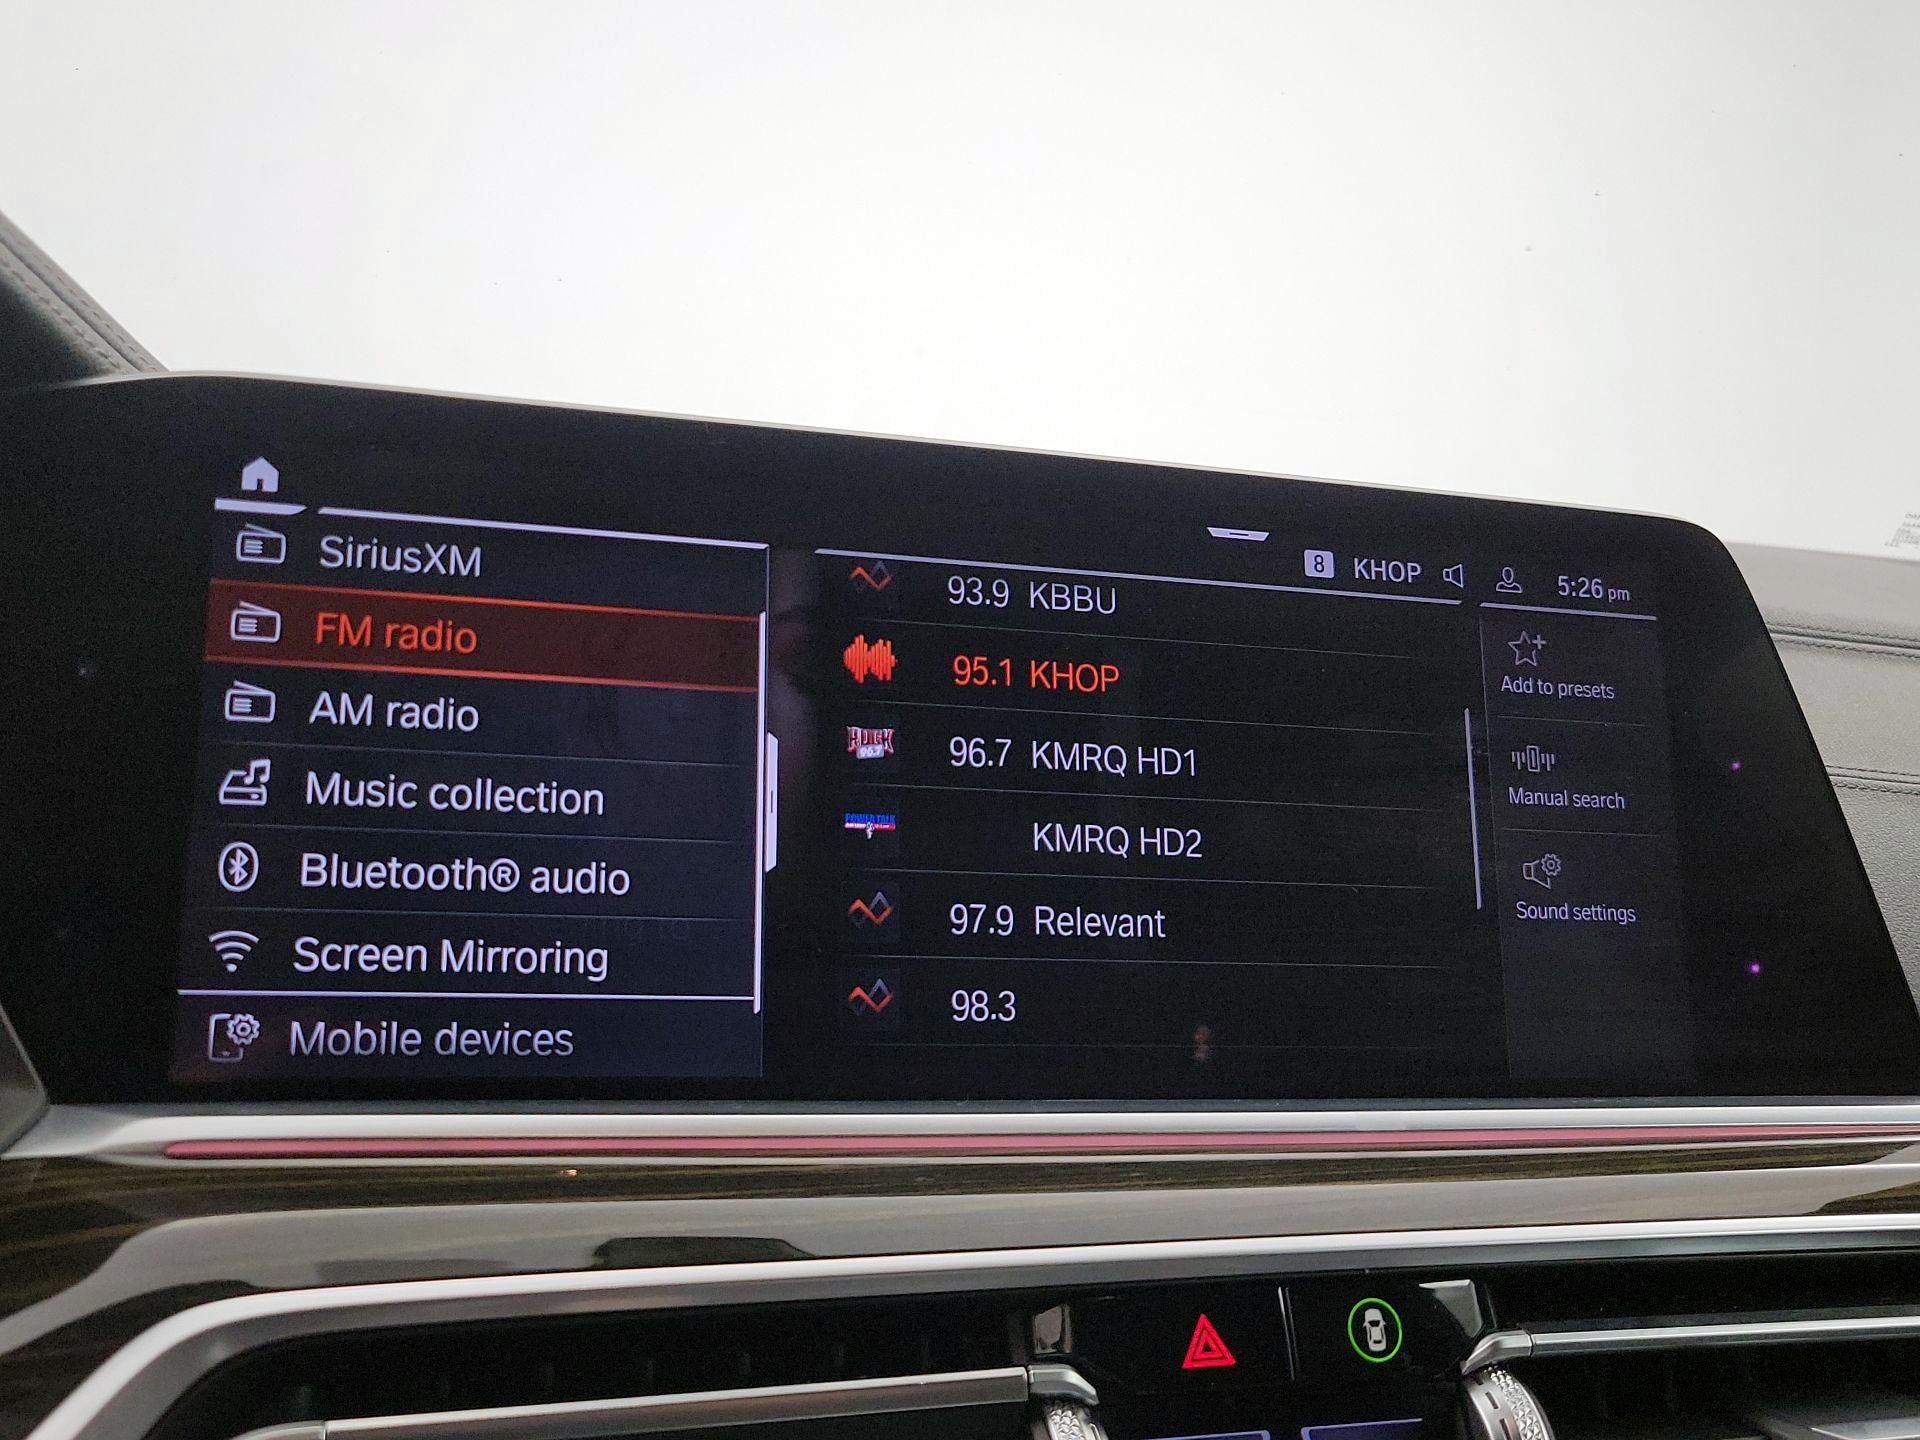 8 KHOP 5:26 pm
SiriusXM
FM radio
AM radio
Music collection
Bluetooth® audio
Screen Mirroring
Mobile devices
93.9 KBBU
95.1 KHOP
96.7 KMRQ HD1
KMRQ HD2
97.9 Relevant
98.3
Add to presets
Manual search
Sound settings